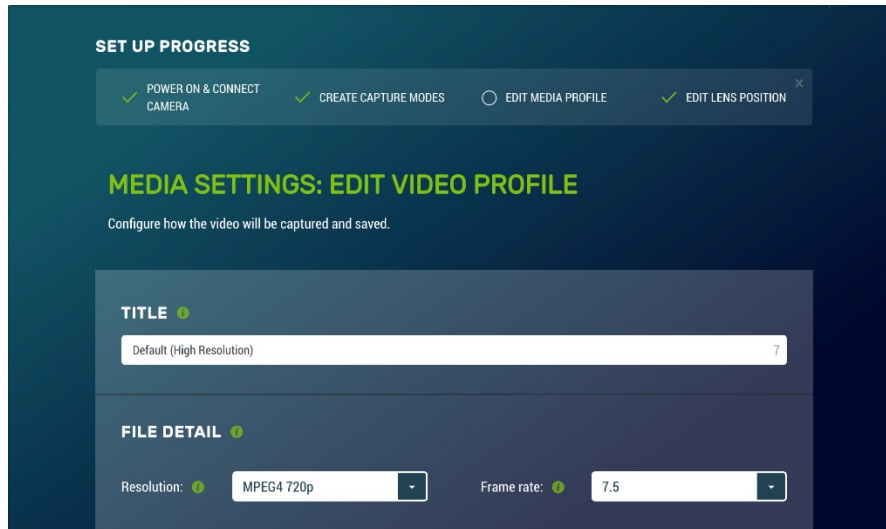 SET UP PROGRESS
POWER ON & CONNECT
CAMERA
CREATE CAPTURE MODES
EDIT MEDIA PROFILE
EDIT LENS POSITION
×
MEDIA SETTINGS: EDIT VIDEO PROFILE
Configure how the video will be captured and saved.
TITLE i
Default (High Resolution) 7
FILE DETAIL i
Resolution: i MPEG4 720p Frame rate: i 7.5